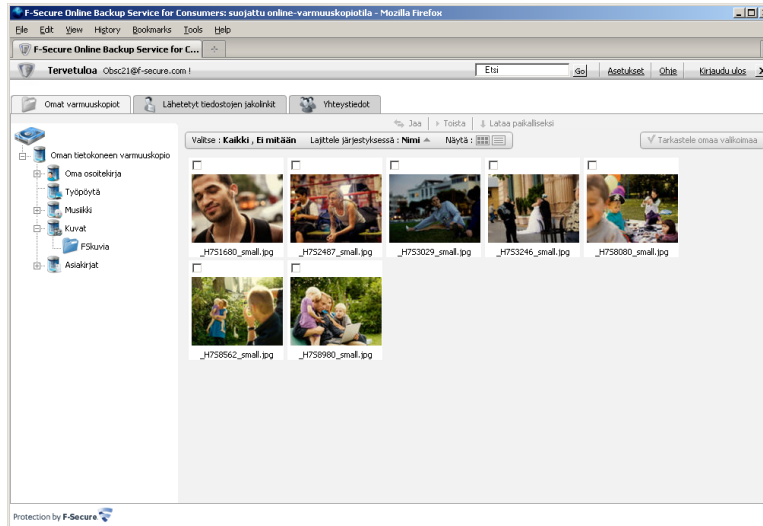 F-Secure Online Backup Service for Consumers: suojattu online-varmuuskopiotila - Mozilla Firefox
File Edit View History Bookmarks Tools Help
F-Secure Online Backup Service for C...
Tervetuloa Obsc21@f-secure.com !
Etsi
Go
Asetukset
Ohje
Kirjaudu ulos
Omat varmuuskopiot
Lähetetyt tiedostojen jakolinkit
Yhteystiedot
Jaa
Toista
Lataa paikalliseksi
Valitse : Kaikki , Ei mitään
Lajittele järjestyksessä : Nimi
Näytä :
Tarkastele omaa valikoimaa
Oman tietokoneen varmuuskopio
Oma osoitekirja
Työpöytä
Musiikki
Kuvat
FSkuvia
Asiakirjat
_H7S1680_small.jpg
_H7S2487_small.jpg
_H7S3029_small.jpg
_H7S3246_small.jpg
_H7S8080_small.jpg
_H7S8562_small.jpg
_H7S8980_small.jpg
Protection by F-Secure.